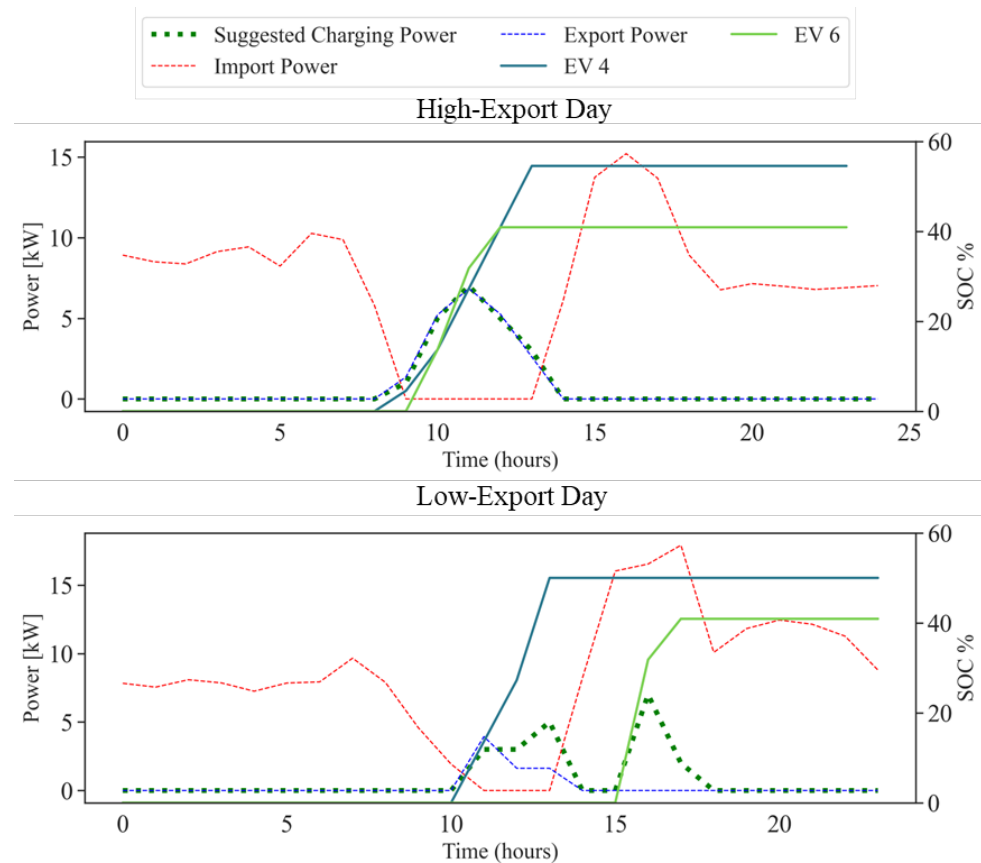 Suggested Charging Power
Export Power
EV 6
Import Power
EV 4
High-Export Day
15
10
5
0
Power [kW]
60
40
20
0
SOC %
0 5 10 15 20 25
Time (hours)
Low-Export Day
15
10
5
0
Power [kW]
60
40
20
0
SOC %
0 5 10 15 20
Time (hours)